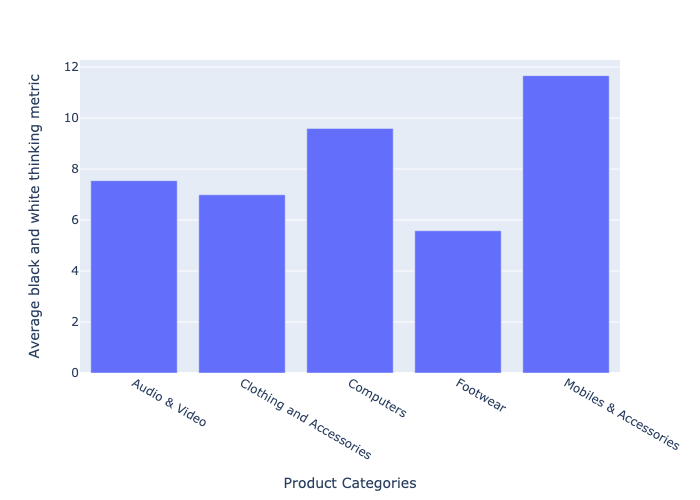 Average black and white thinking metric
12
10
8
6
4
2
0
Audio & Video
Clothing and Accessories
Computers
Footwear
Mobiles & Accessories
Product Categories